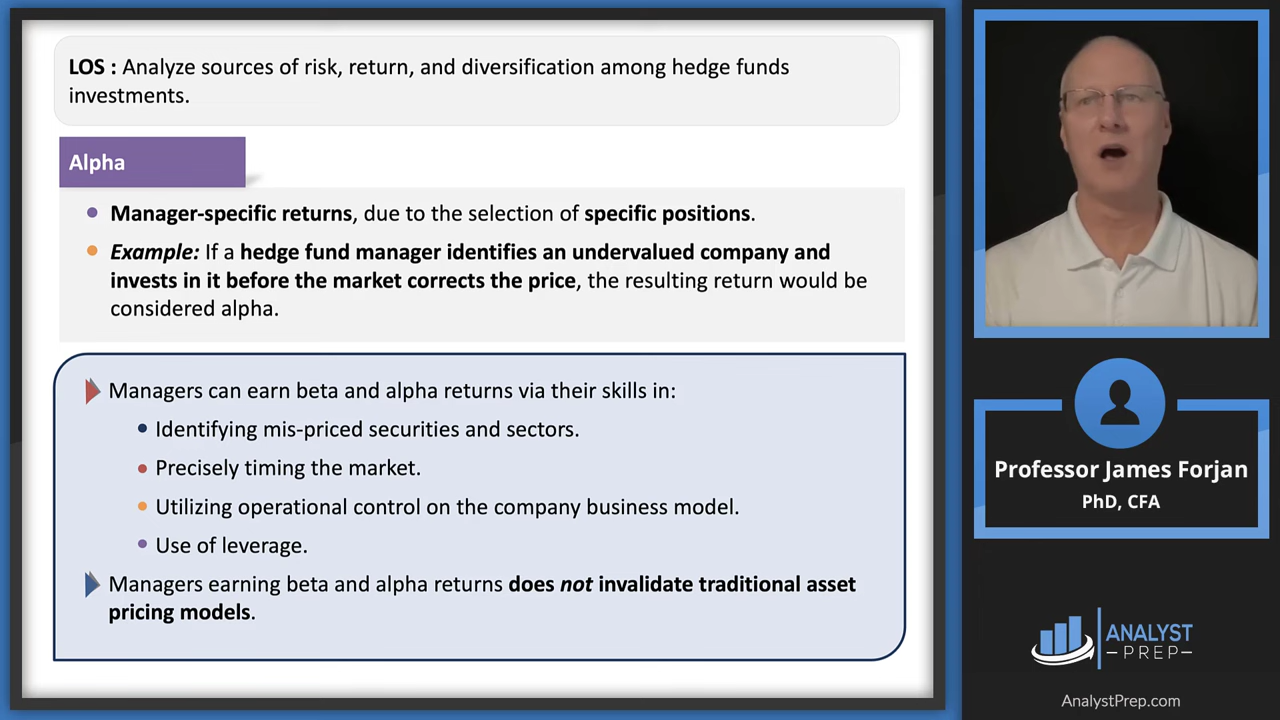 LOS : Analyze sources of risk, return, and diversification among hedge funds
investments.
Alpha
Manager-specific returns, due to the selection of specific positions.
Example: If a hedge fund manager identifies an undervalued company and
invests in it before the market corrects the price, the resulting return would be
considered alpha.
Managers can earn beta and alpha returns via their skills in:
Identifying mis-priced securities and sectors.
Precisely timing the market.
Utilizing operational control on the company business model.
Use of leverage.
Managers earning beta and alpha returns does not invalidate traditional asset
pricing models.
Professor James Forjan
PhD, CFA
ANALYST
PREP
AnalystPrep.com